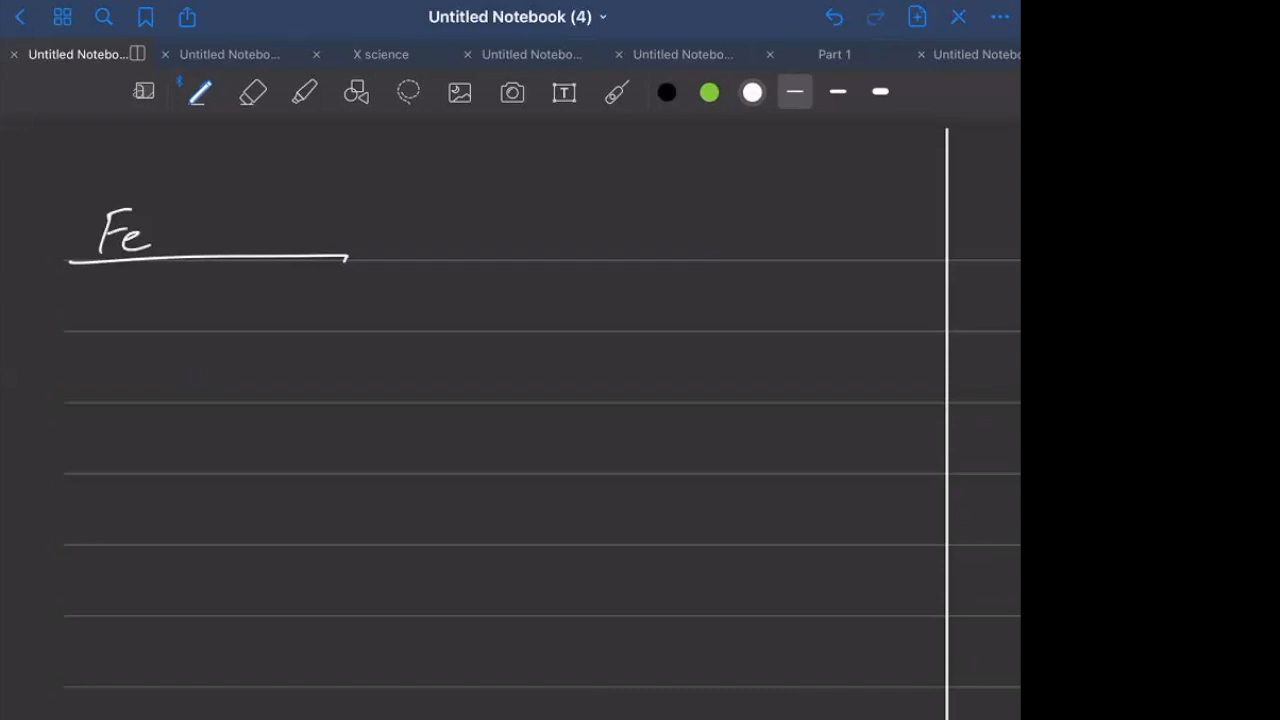 Untitled Notebook (4)
Untitled Notebo... Untitled Notebo... X science Untitled Notebo... Untitled Notebo... Part 1 Untitled Notebo
T
Fe